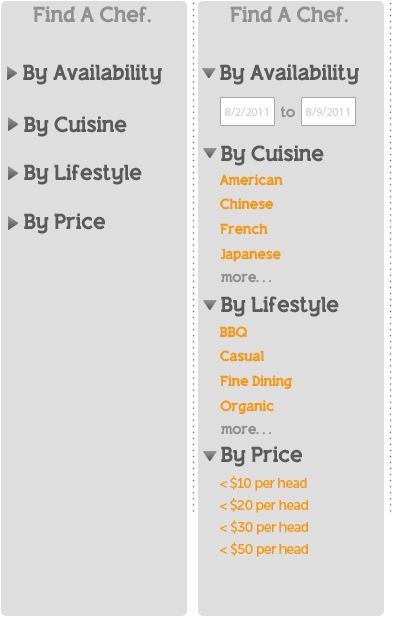 Find A Chef.
By Availability
By Cuisine
By Lifestyle
By Price
Find A Chef.
By Availability
8/2/2011 to 8/9/2011
By Cuisine
American
Chinese
French
Japanese
more...
By Lifestyle
BBQ
Casual
Fine Dining
Organic
more...
By Price
< $10 per head
< $20 per head
< $30 per head
< $50 per head